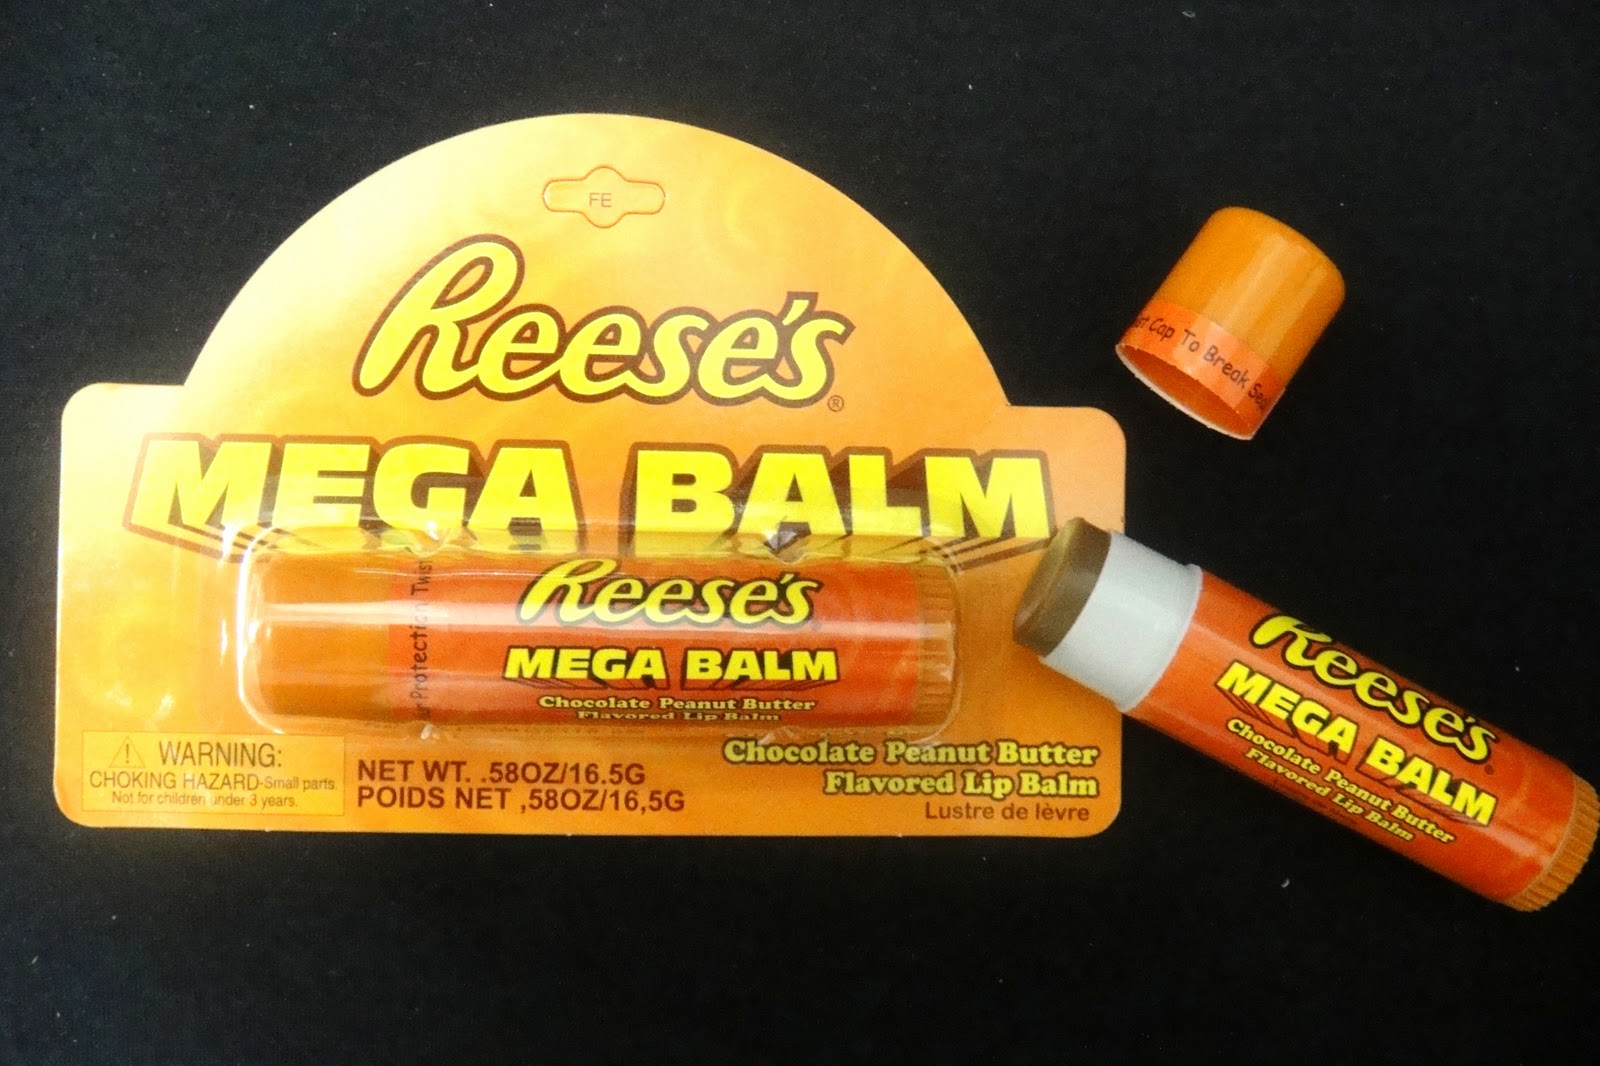 FE
Reese's®
MEGA BALM
Protection Twist
Reese's
MEGA BALM
Chocolate Peanut Butter
Flavored Lip Balm
WARNING:
CHOKING HAZARD-Small parts.
Not for children under 3 years.
NET WT. .58OZ/16.5G
POIDS NET ,58OZ/16,5G
Chocolate Peanut Butter
Flavored Lip Balm
Lustre de lèvre
Cap To Break
Reese's
MEGA BALM
Chocolate Peanut Butter
Flavored Lip Balm